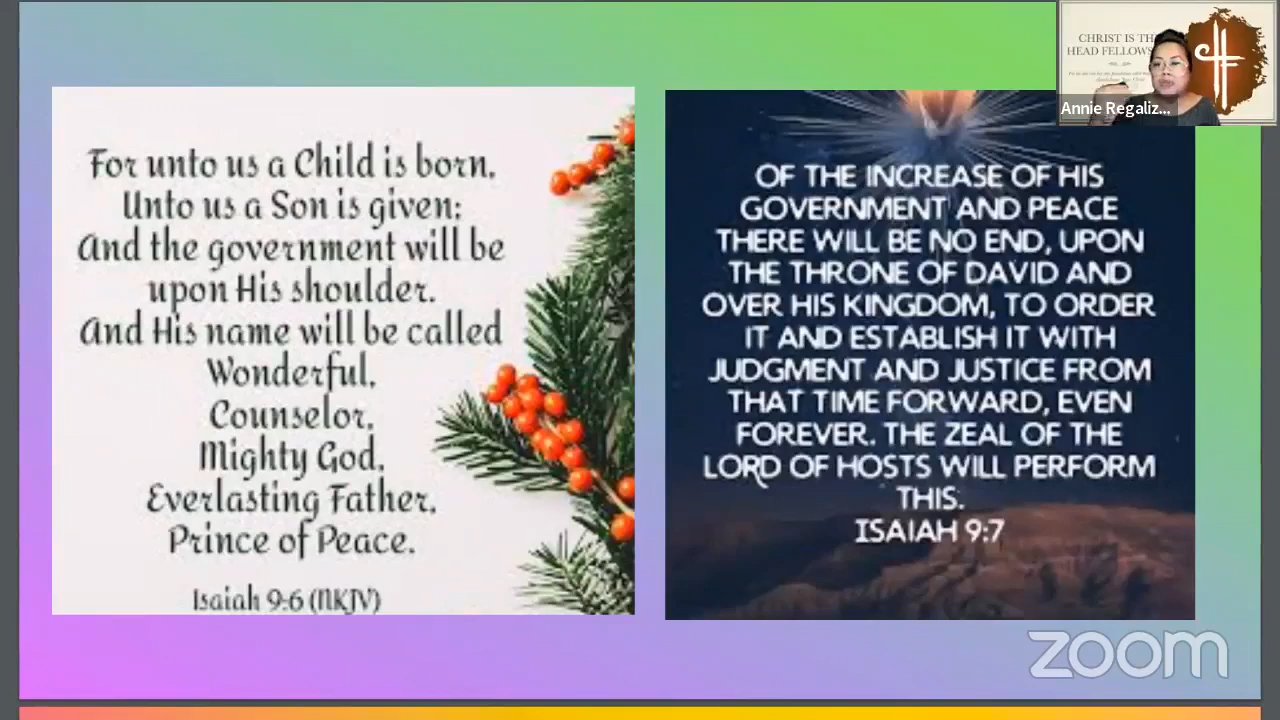 For unto us a Child is born,
Unto us a Son is given;
And the government will be
upon His shoulder.
And His name will be called
Wonderful,
Counselor,
Mighty God,
Everlasting Father,
Prince of Peace.
Isaiah 9:6 (NKJV)
OF THE INCREASE OF HIS
GOVERNMENT AND PEACE
THERE WILL BE NO END, UPON
THE THRONE OF DAVID AND
OVER HIS KINGDOM, TO ORDER
IT AND ESTABLISH IT WITH
JUDGMENT AND JUSTICE FROM
THAT TIME FORWARD, EVEN
FOREVER. THE ZEAL OF THE
LORD OF HOSTS WILL PERFORM
THIS.
ISAIAH 9:7
CHRIST IS TH
HEAD FELLOWS
Annie Regaliz...
zoom